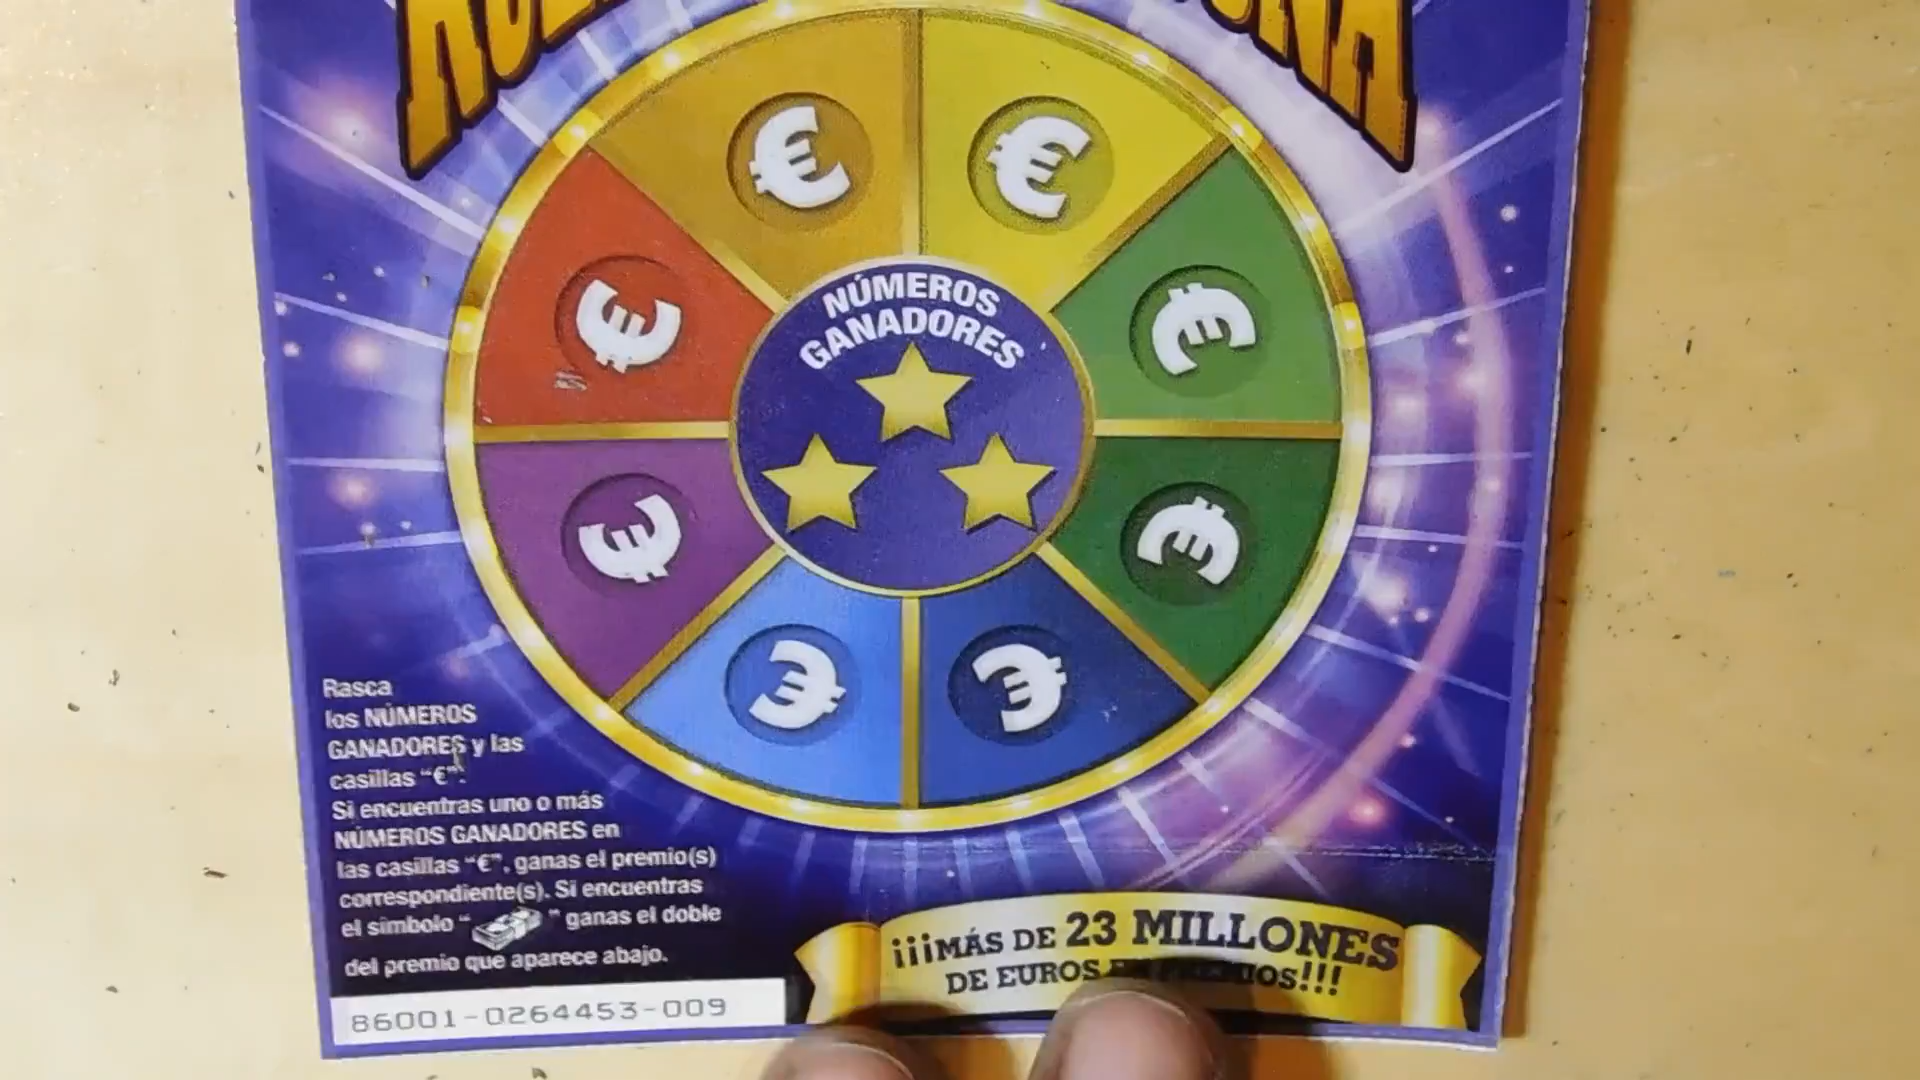 NÚMEROS
GANADORES
Rasca
los NÚMEROS
GANADORES y las
casillas “€”.
Si encuentras uno o más
NÚMEROS GANADORES en
las casillas “€”, ganas el premio(s)
correspondiente(s). Si encuentras
el símbolo “ ” ganas el doble
del premio que aparece abajo.
¡¡¡MÁS DE 23 MILLONES
DE EUROS EN PREMIOS!!!
86001-0264453-009